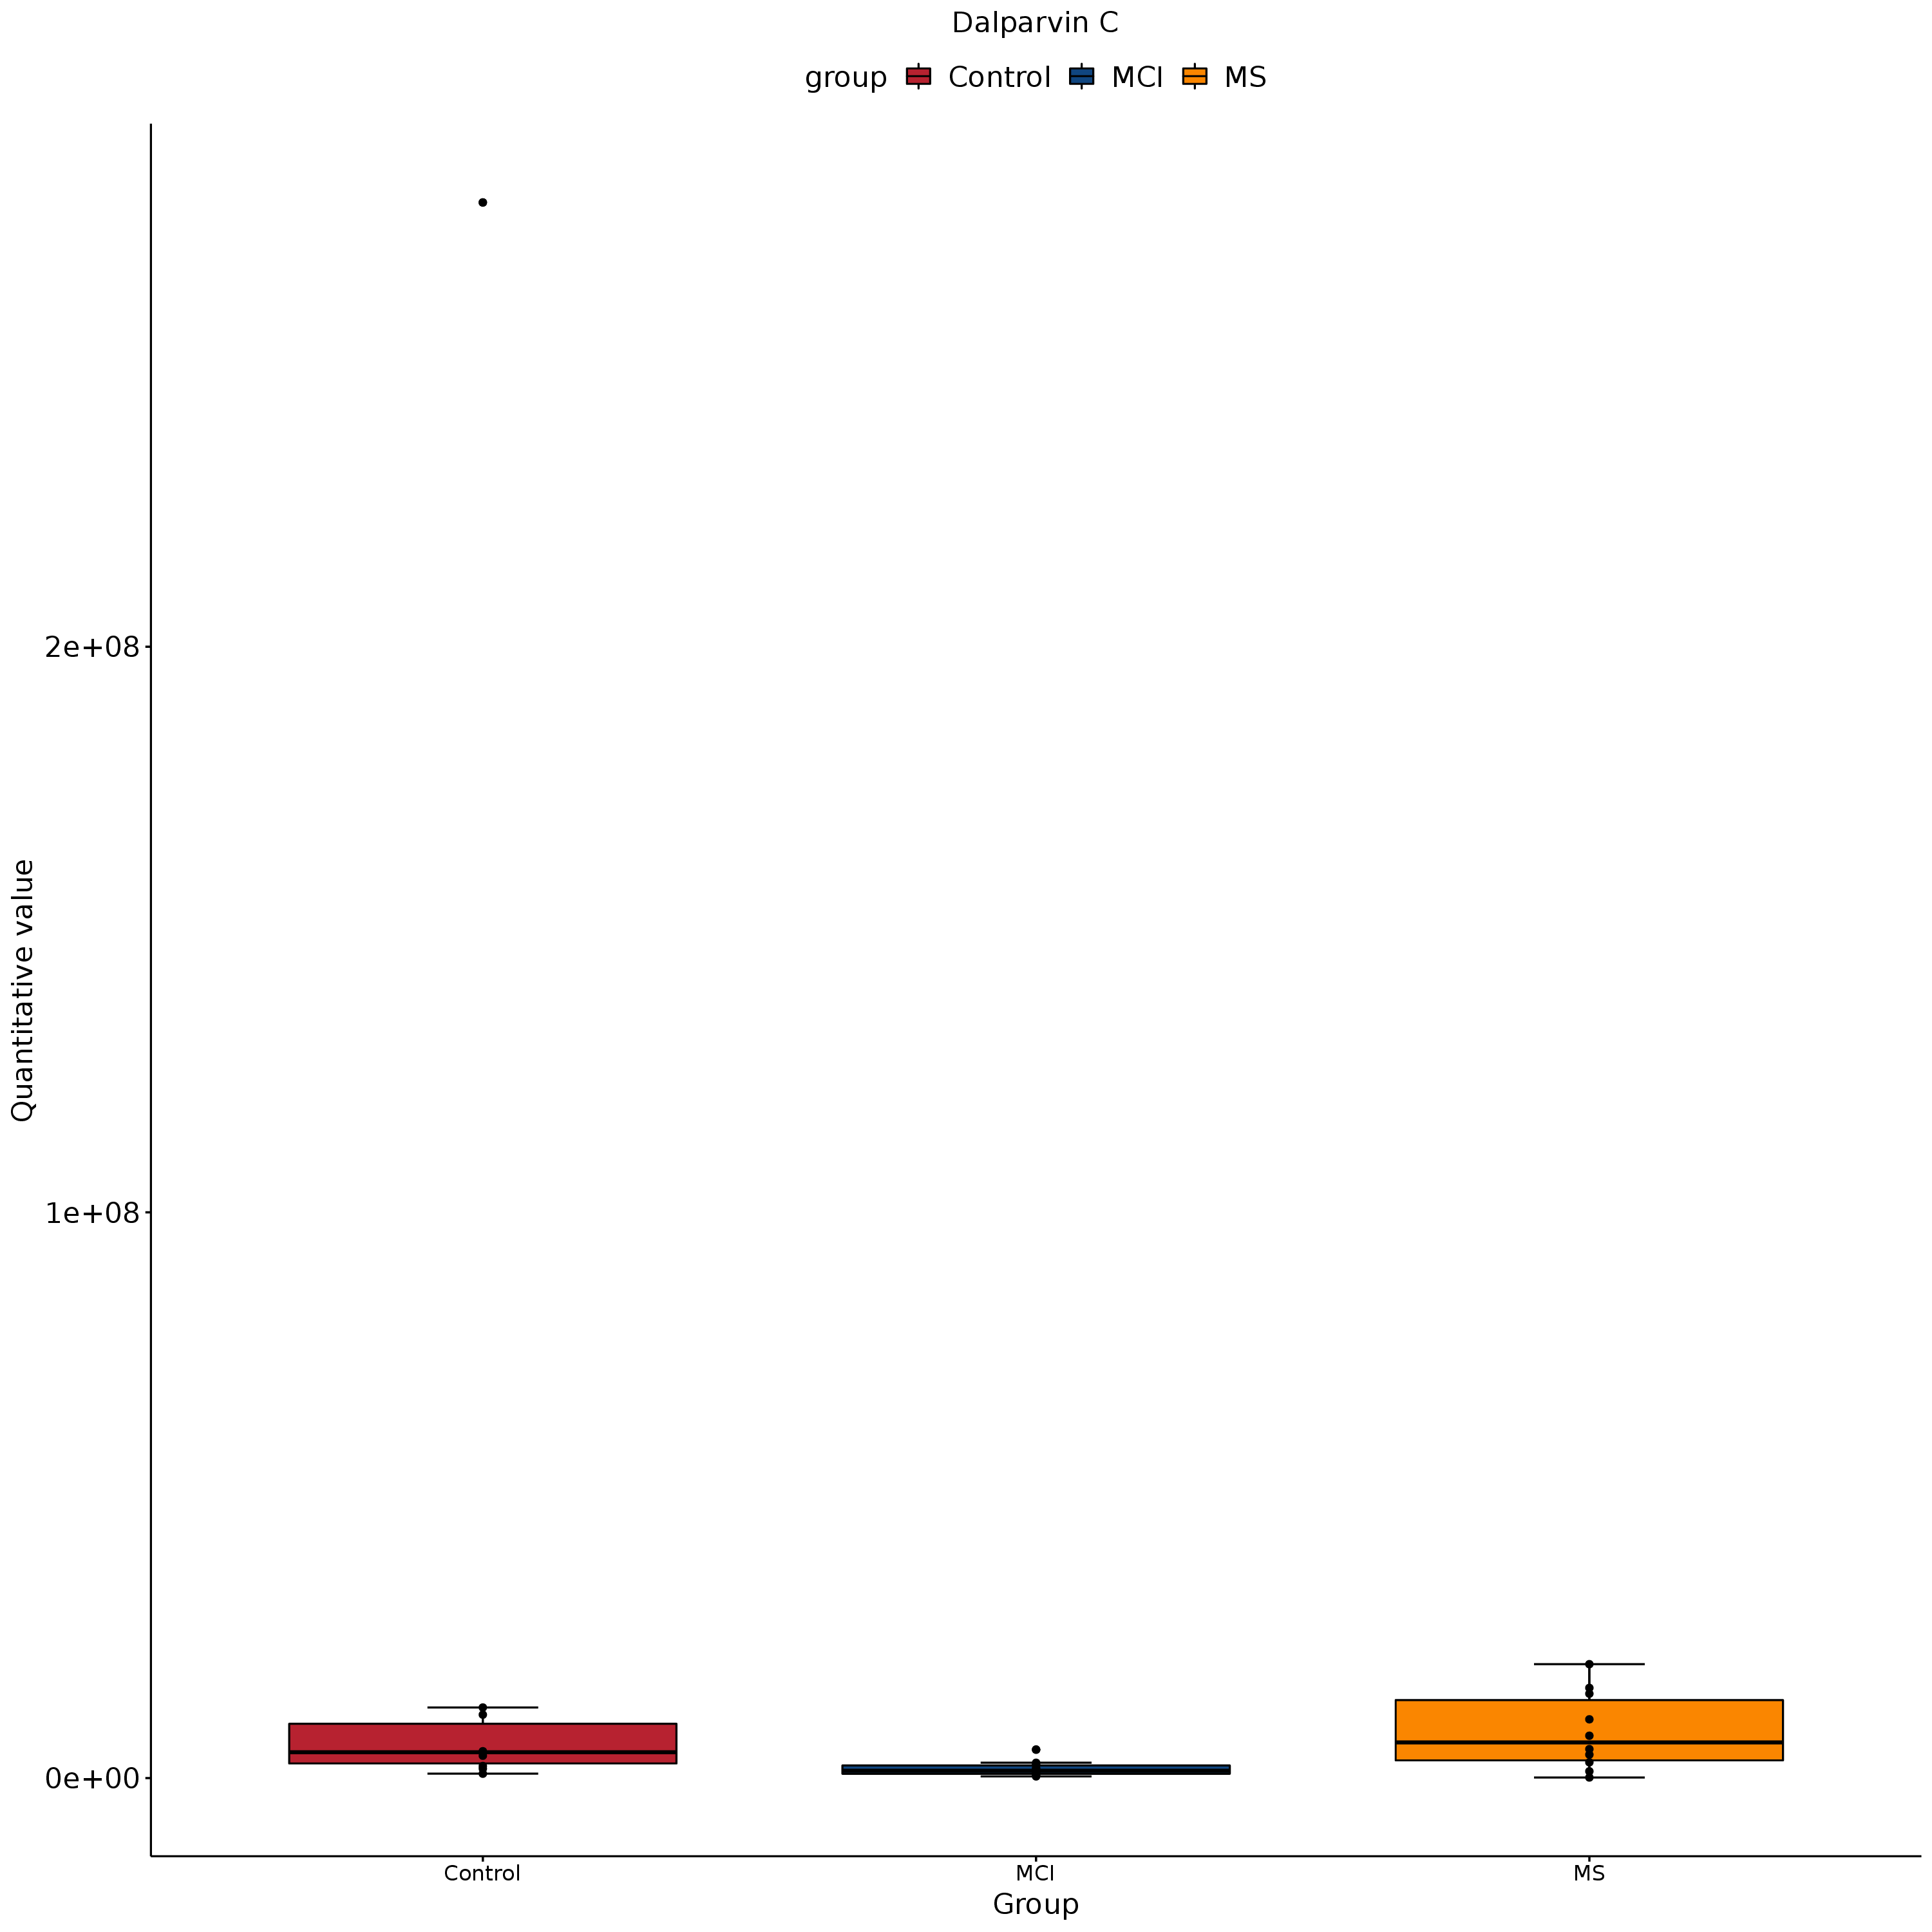 Dalparvin C
group Control MCI MS
Quantitative value
2e+08
1e+08
0e+00
Control MCI MS
Group